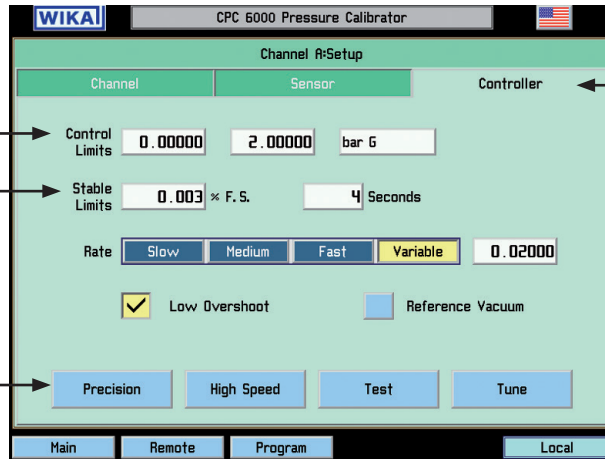 WIKA CPC 6000 Pressure Calibrator
Channel A:Setup
Channel Sensor Controller
Control Limits 0.00000 2.00000 bar G
Stable Limits 0.003 % F.S. 4 Seconds
Rate Slow Medium Fast Variable 0.02000
Low Overshoot Reference Vacuum
Precision High Speed Test Tune
Main Remote Program Local